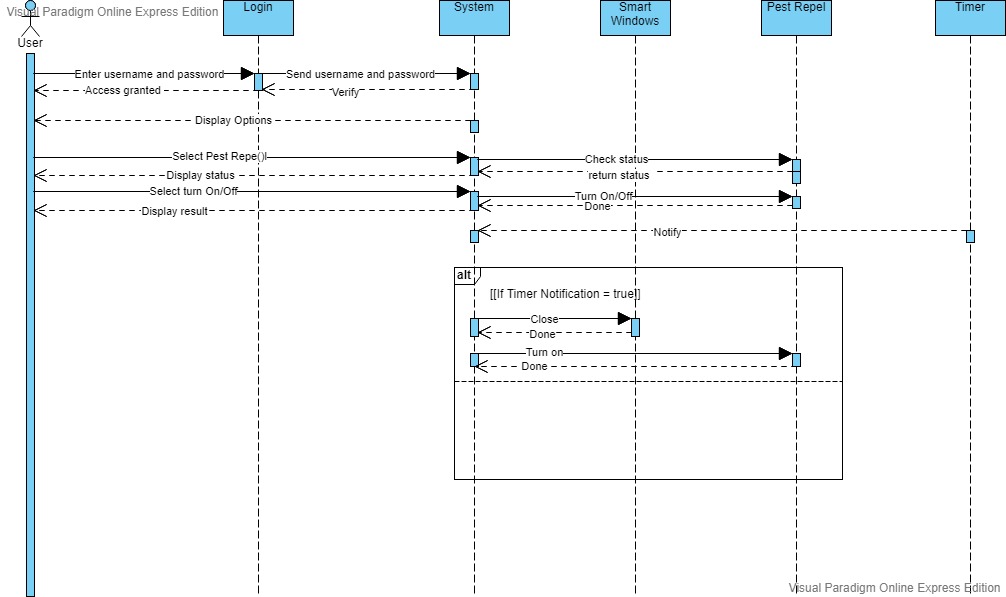 Visual Paradigm Online Express Edition
User
Login
System
Smart
Windows
Pest Repel
Timer
Enter username and password
Send username and password
Access granted
Verify
Display Options
Select Pest Repe()l
Check status
Display status
return status
Select turn On/Off
Turn On/Off
Done
Display result
Notify
alt
[[If Timer Notification = true]]
Close
Done
Turn on
Done
Visual Paradigm Online Express Edition